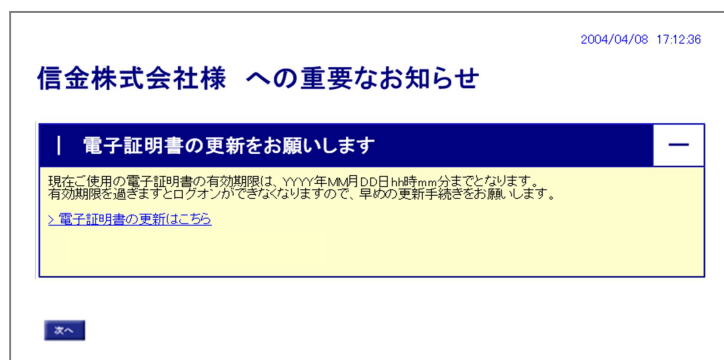 2004/04/08 17:12:36
信金株式会社様 への重要なお知らせ
| 電子証明書の更新をお願いします
現在ご使用の電子証明書の有効期限は、YYYY年MM月DD日hh時mm分までとなります。
有効期限を過ぎますとログオンができなくなりますので、早めの更新手続きをお願いします。
> 電子証明書の更新はこちら
次へ